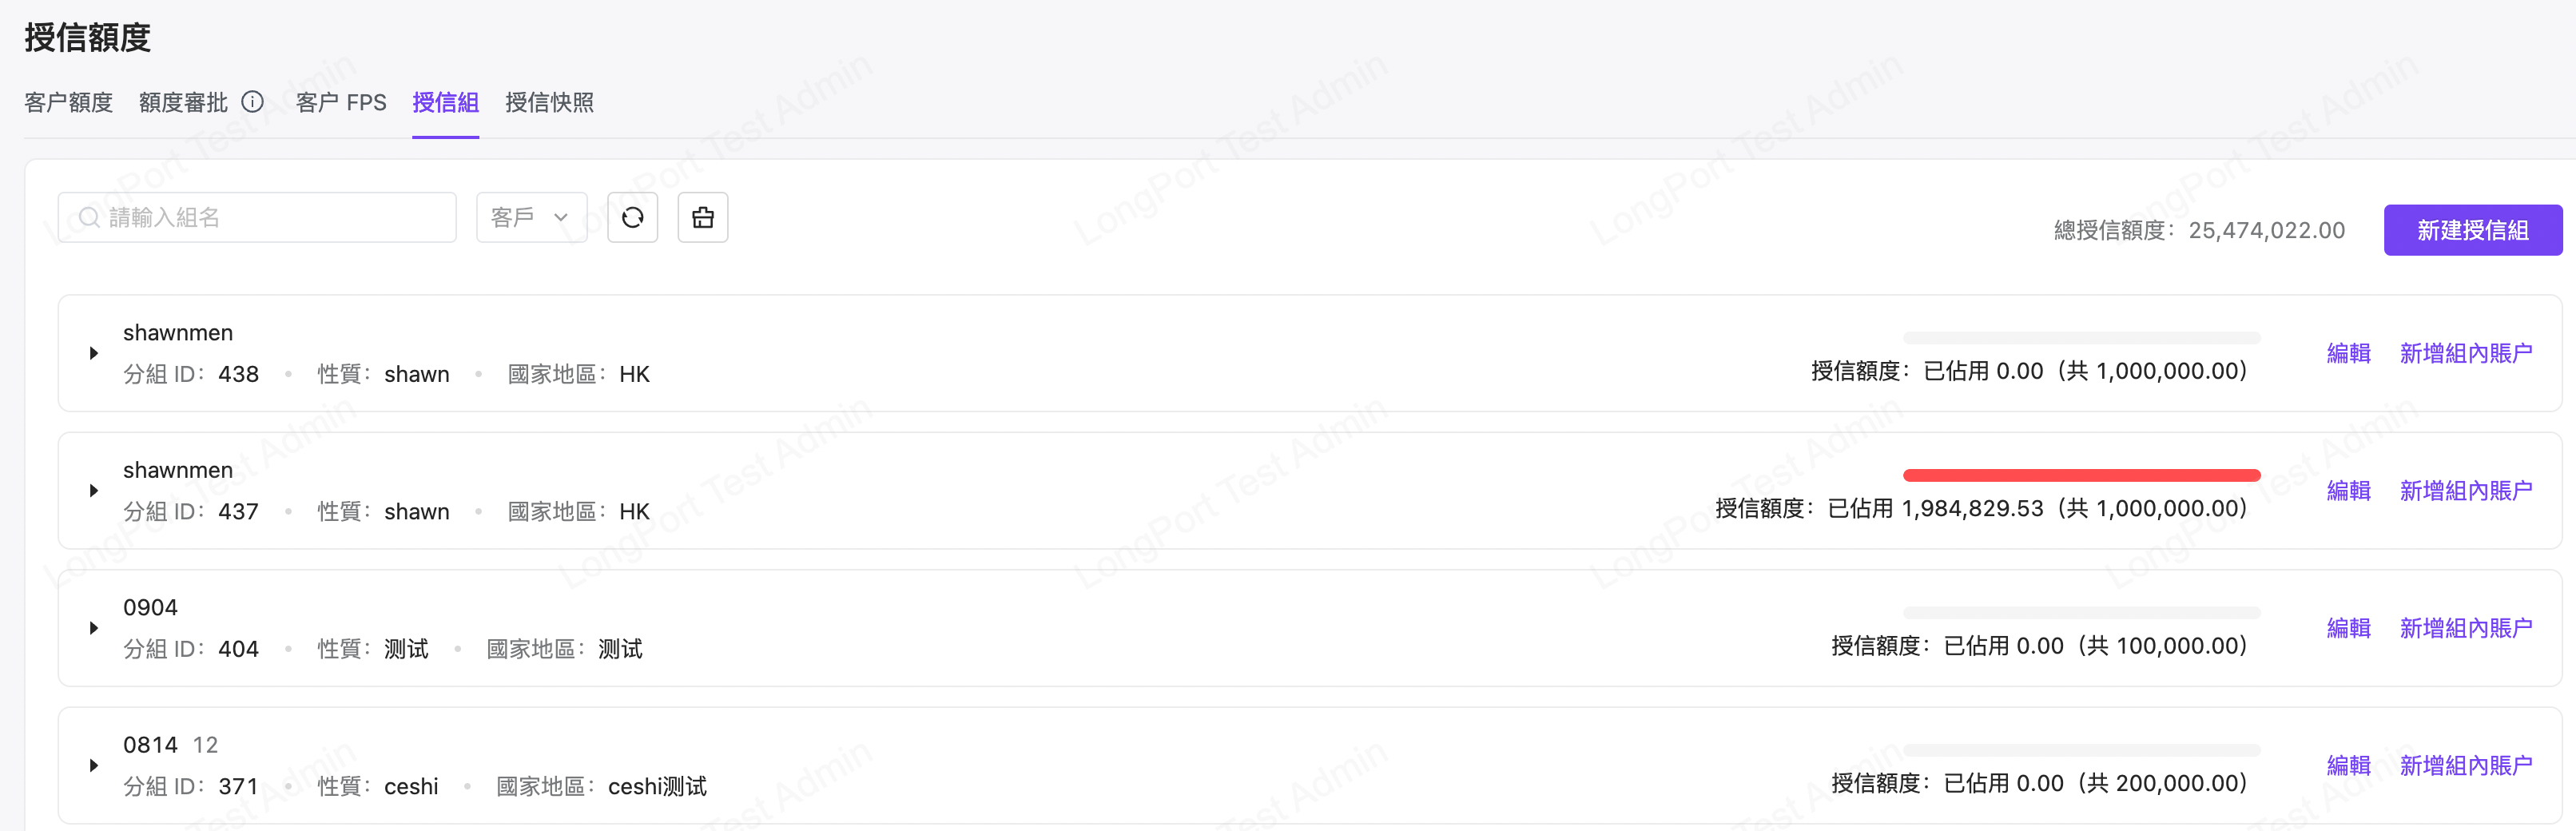 授信額度
客户額度 額度審批 客户 FPS 授信組 授信快照
請輸入組名 客戶 總授信額度：25,474,022.00 新建授信組
shawnmen
分組 ID：438 • 性質：shawn • 國家地區：HK
授信額度：已佔用 0.00（共 1,000,000.00）
編輯 新增組內賬户
shawnmen
分組 ID：437 • 性質：shawn • 國家地區：HK
授信額度：已佔用 1,984,829.53（共 1,000,000.00）
編輯 新增組內賬户
0904
分組 ID：404 • 性質：测试 • 國家地區：测试
授信額度：已佔用 0.00（共 100,000.00）
編輯 新增組內賬户
0814 12
分組 ID：371 • 性質：ceshi • 國家地區：ceshi测试
授信額度：已佔用 0.00（共 200,000.00）
編輯 新增組內賬户
LongPort Test Admin